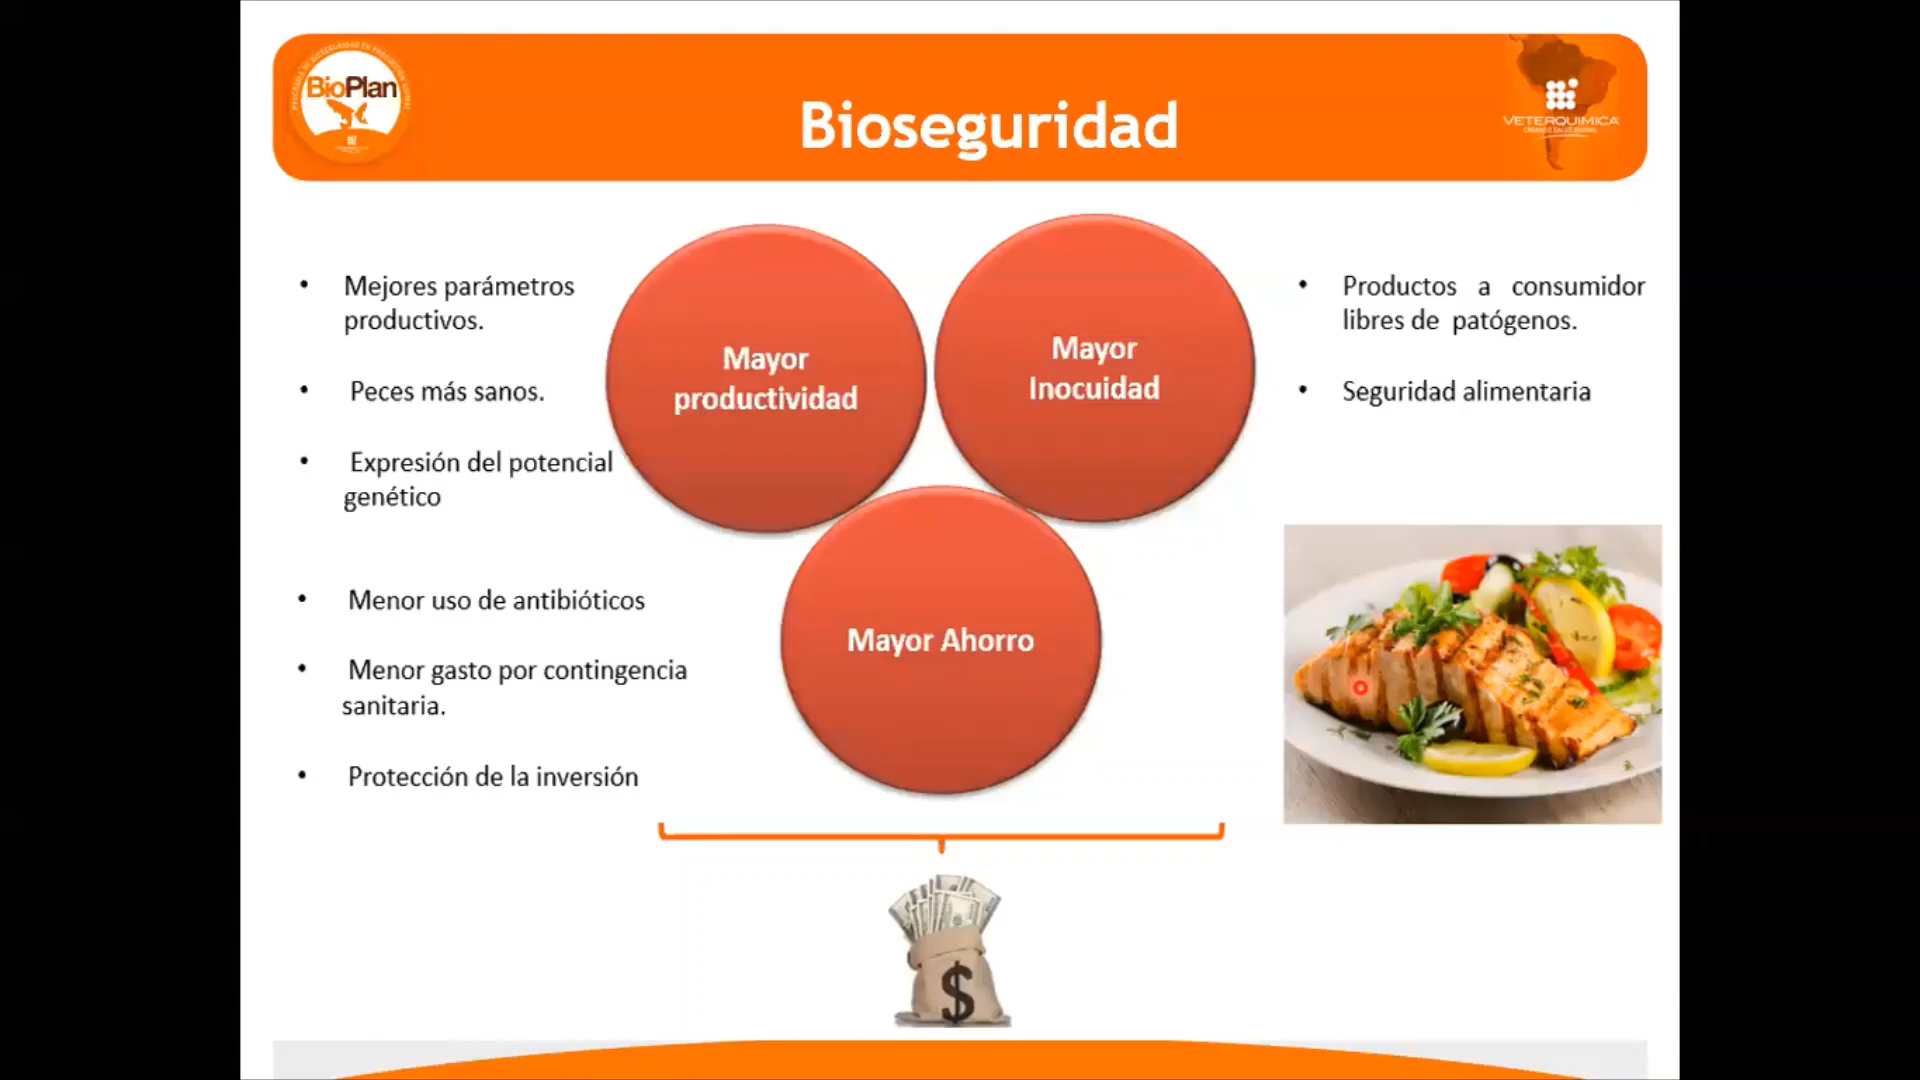 BioPlan
Bioseguridad
VETERQUIMICA
• Mejores parámetros
productivos.
• Peces más sanos.
• Expresión del potencial
genético
Mayor
productividad
Mayor
Inocuidad
• Productos a consumidor
libres de patógenos.
• Seguridad alimentaria
• Menor uso de antibióticos
• Menor gasto por contingencia
sanitaria.
• Protección de la inversión
Mayor Ahorro
$